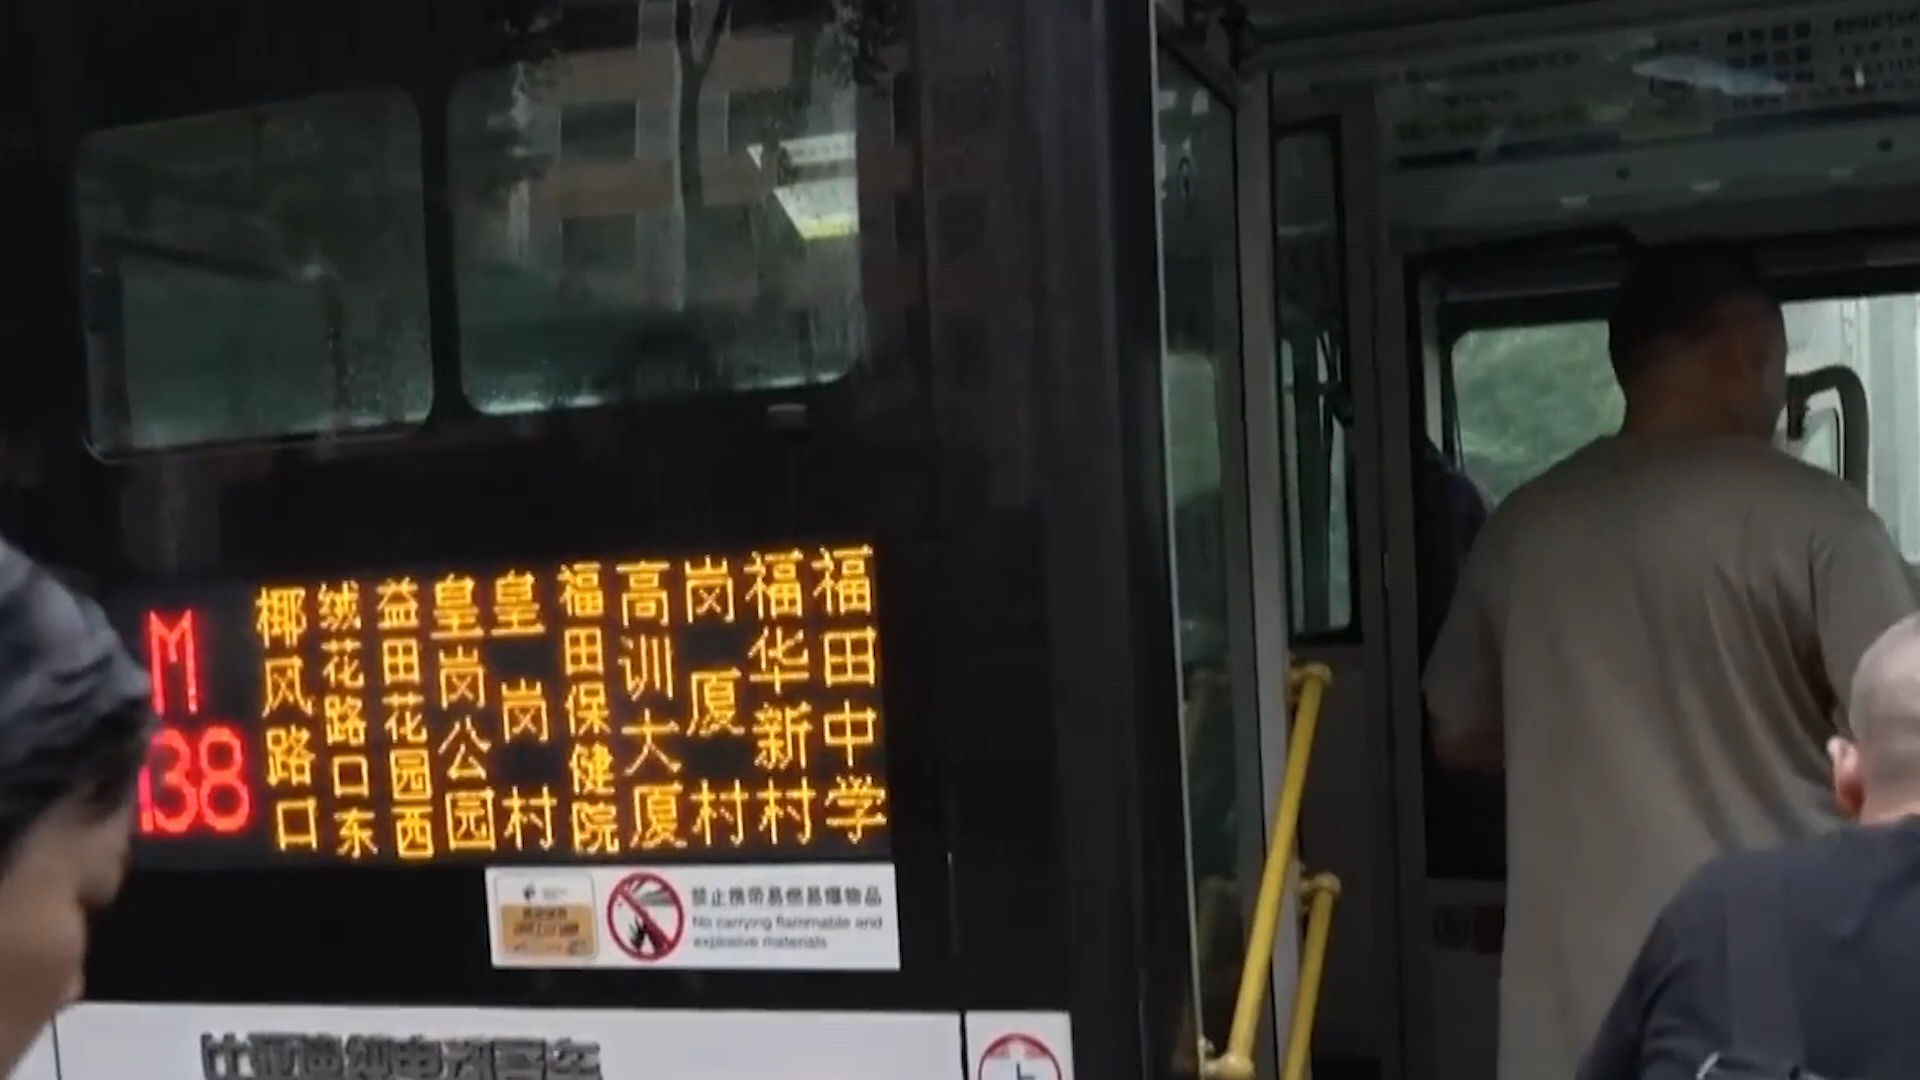 M
138
椰风路口
绒花路口东
益田花园西
皇岗公园
皇岗村
福田保健院
高训大厦
岗厦村
福华新村
福田中学
禁止携带易燃易爆物品
No carrying flammable and
explosive materials